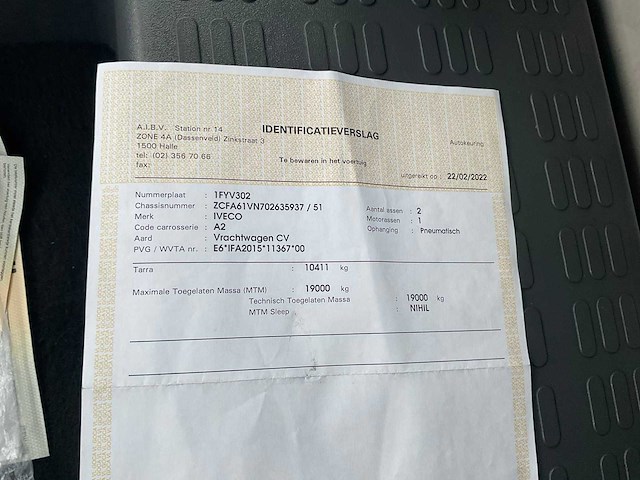 IDENTIFICATIEVERSLAG
A.I.B.V. Station nr 14
ZONE 4A (Dassenveld) Zinkstraat 3
1500 Halle
tel: (02) 356 70 66
fax:
Autokeuring
Te bewaren in het voertuig
uitgereikt op : 22/02/2022
Nummerplaat : 1FYV302
Chassisnummer : ZCFA61VN702635937 / 51
Merk : IVECO
Code carrosserie : A2
Aard : Vrachtwagen CV
PVG / WVTA nr. : E6*IFA2015*11367*00
Aantal assen : 2
Motorassen : 1
Ophanging : Pneumatisch
Tarra : 10411 kg
Maximale Toegelaten Massa (MTM) : 19000 kg
Technisch Toegelaten Massa : 19000 kg
MTM Sleep : NIHIL